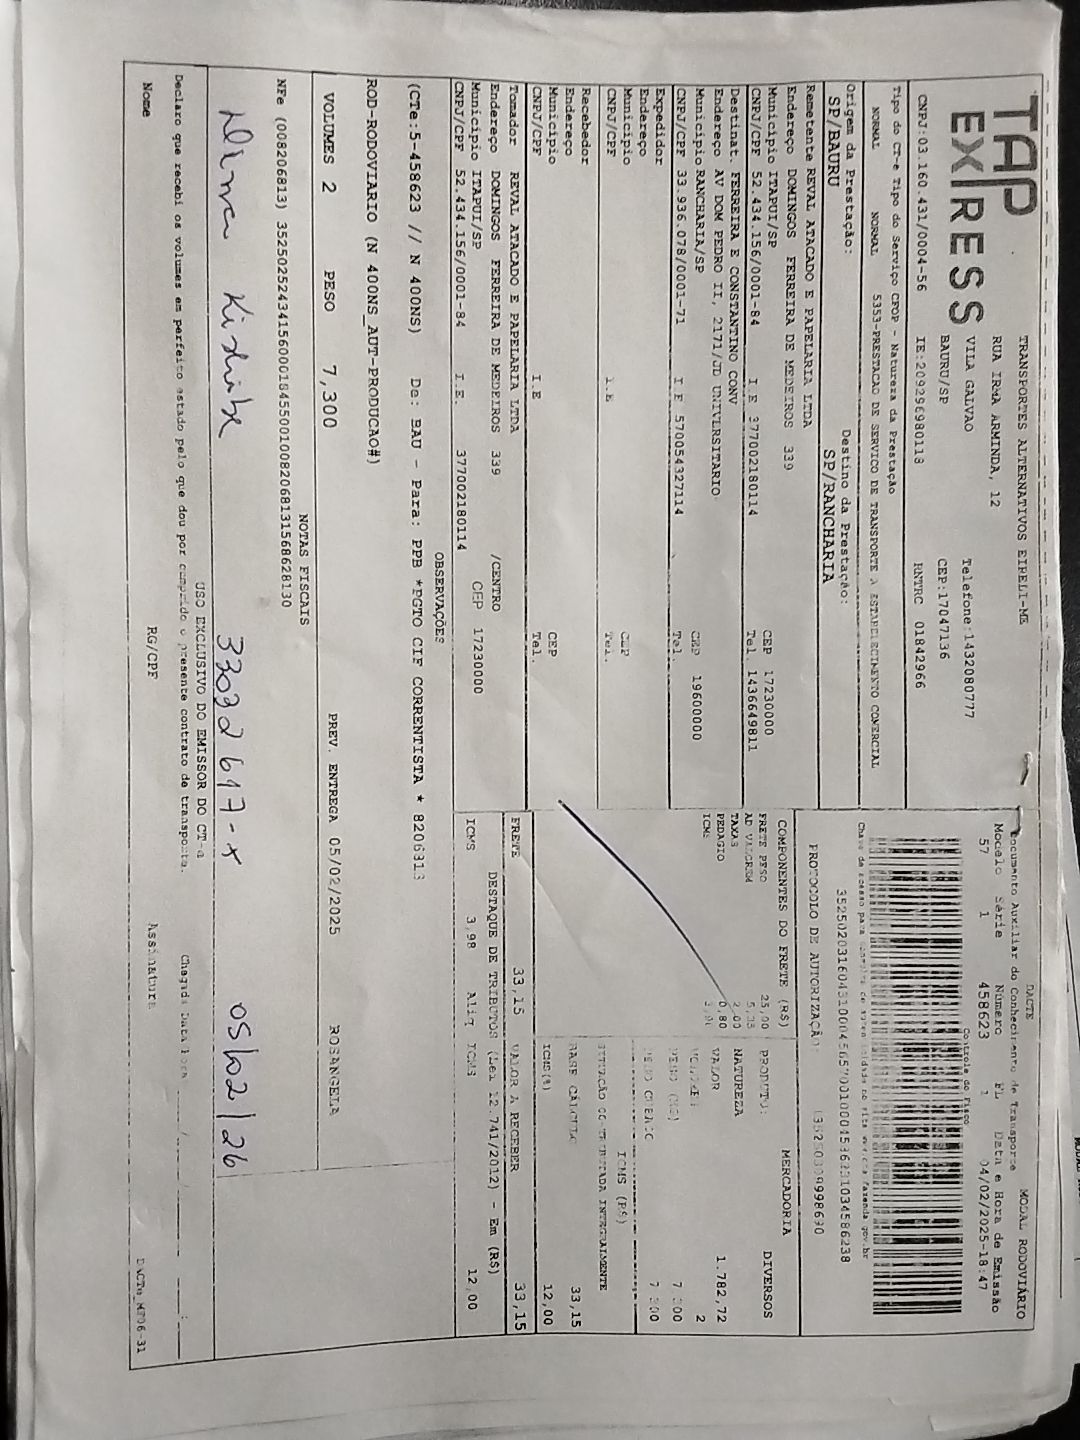 TAP
EXPRESS
TRANSPORTES ALTERNATIVOS EIRELI-ME
RUA IRMA ARMINDA, 12
VILA GALVAO Telefone:1432080777
BAURU/SP CEP:17047136
CNPJ:03.160.431/0004-56 IE:209296980118 RNTRC 01842966
Tipo do CT-e Tipo do Serviço CFOP - Natureza da Prestação
NORMAL NORMAL 5353-PRESTACAO DE SERVICO DE TRANSPORTE A ESTABELECIMENTO COMERCIAL
Origem da Prestação: Destino da Prestação:
SP/BAURU SP/RANCHARIA
DACTE MODAL RODOVIÁRIO
Documento Auxiliar do Conhecimento de Transporte
Modelo Série Número FL Data e Hora de Emissão
57 1 458623 1 04/02/2025-18:47
Controle do Fisco
PROTOCOLO DE AUTORIZAÇÃO
Remetente REVAL ATACADO E PAPELARIA LTDA
Endereço DOMINGOS FERREIRA DE MEDEIROS 339
Município ITAPUI/SP CEP 17230000
CNPJ/CPF 52.434.156/0001-84 I.E 377002180114 Tel. 1436649811
Destinat. FERREIRA E CONSTANTINO CONV
Endereço AV DOM PEDRO II, 2171/JD UNIVERSITARIO
Município RANCHARIA/SP CEP 19600000
CNPJ/CPF 33.936.078/0001-71 I E 570054327114 Tel.
Expedidor
Endereço
Município CEP
CNPJ/CPF I.E Tel.
Recebedor
Endereço
Município CEP
CNPJ/CPF I.E Tel.
Tomador REVAL ATACADO E PAPELARIA LTDA
Endereço DOMINGOS FERREIRA DE MEDEIROS 339 /CENTRO
Município ITAPUI/SP CEP 17230000
CNPJ/CPF 52.434.156/0001-84 I.E. 377002180114
COMPONENTES DO FRETE (R$)
FRETE PESO 25,00
AD VALOREM
TAXAS 2,00
PEDAGIO 0,80
ICMS
MERCADORIA
PRODUTO: DIVERSOS
NATUREZA
VALOR 1.782,72
2
ICMS (R$)
BASE CÁLCULO 33,15
ICMS(%) 12,00
FRETE 33,15 VALOR A RECEBER 33,15
DESTAQUE DE TRIBUTOS (Lei 12.741/2012) - Em (R$)
ICMS 3,98 Aliq ICMS 12,00
OBSERVAÇÕES
(CTe:5-458623 // N 400NS) De: BAU - Para: PPB *PGTO CIF CORRENTISTA *
ROD-RODOVIARIO (N 400NS_AUT-PRODUCAO#)
VOLUMES 2 PESO 7,300 PREV. ENTREGA 05/02/2025 ROSANGELA
NOTAS FISCAIS
USO EXCLUSIVO DO EMISSOR DO CT-e
33032617-x 05/02/26
Declaro que recebi os volumes em perfeito estado pelo que dou por cumprido o presente contrato de transporte. Chegada Data Hora
Nome RG/CPF Assinatura